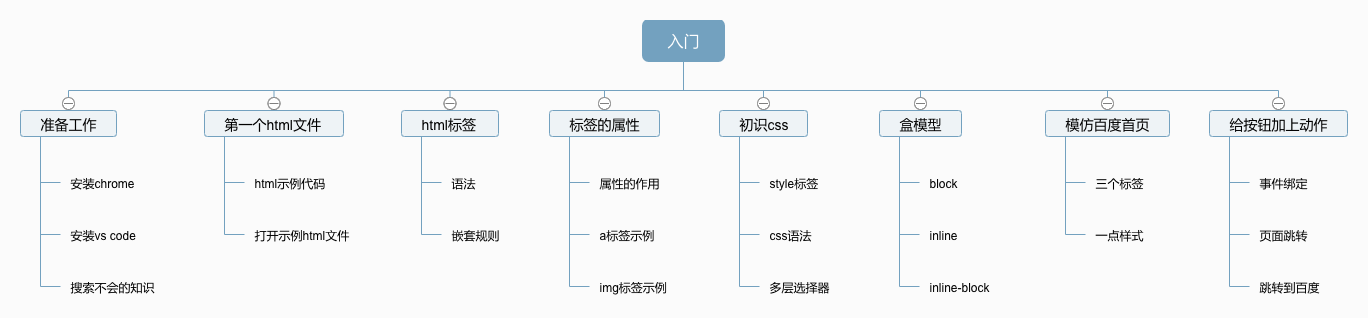 入门
准备工作
安装chrome
安装vs code
搜索不会的知识
第一个html文件
html示例代码
打开示例html文件
html标签
语法
嵌套规则
标签的属性
属性的作用
a标签示例
img标签示例
初识css
style标签
css语法
多层选择器
盒模型
block
inline
inline-block
模仿百度首页
三个标签
一点样式
给按钮加上动作
事件绑定
页面跳转
跳转到百度